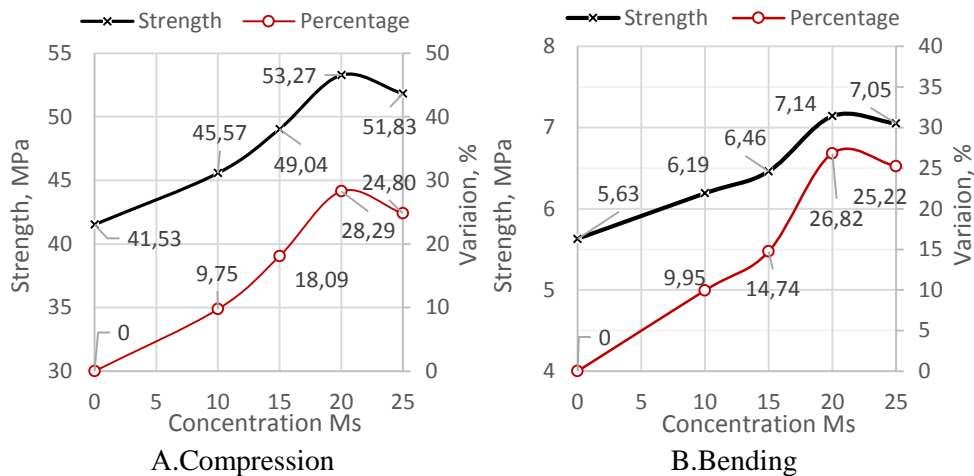 Strength Percentage
55 50
50 40
45 30
40 20
35 10
30 0
0 5 10 15 20 25
Strength, MPa
Variaion, %
Concentration Ms
41,53
45,57
49,04
53,27
51,83
0
9,75
18,09
28,29
24,80
A.Compression
Strength Percentage
8 40
35
7 30
25
6 20
15
5 10
5
4 0
0 5 10 15 20 25
Strength, MPa
Variaion, %
Concentration Ms
5,63
6,19
6,46
7,14
7,05
0
9,95
14,74
26,82
25,22
B.Bending